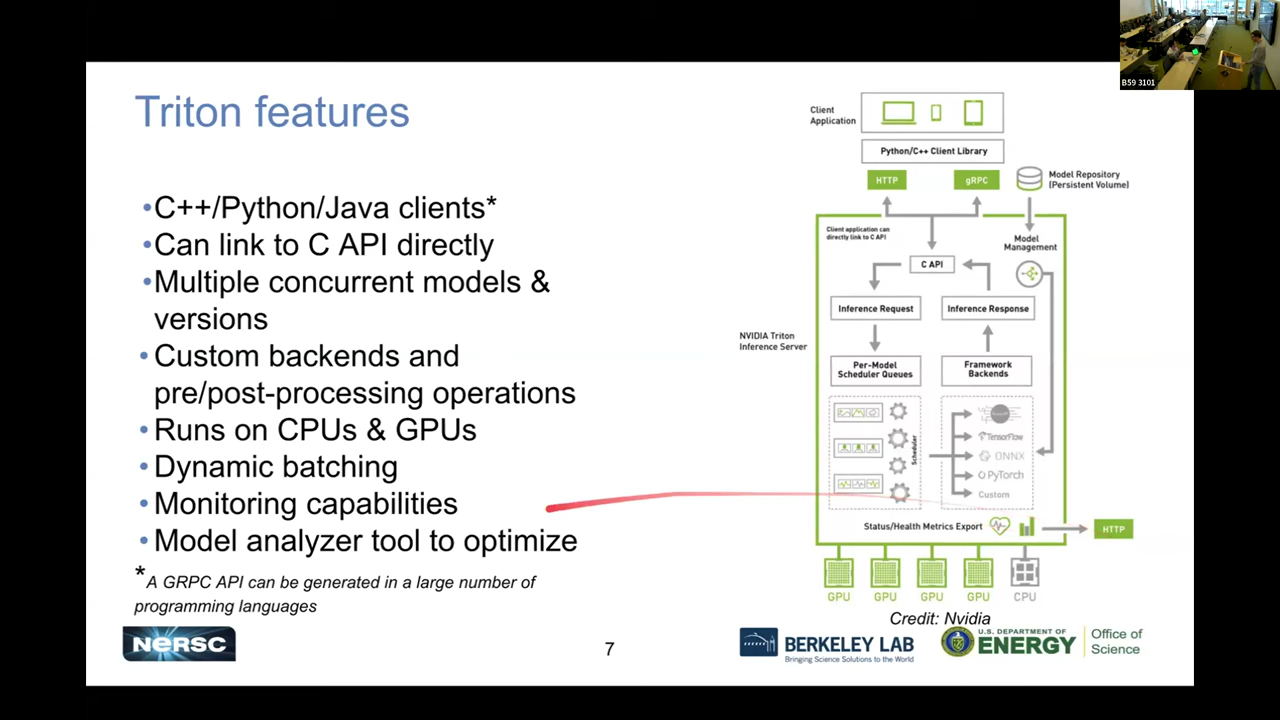 B59 3101
Triton features
•C++/Python/Java clients*
•Can link to C API directly
•Multiple concurrent models &
versions
•Custom backends and
pre/post-processing operations
•Runs on CPUs & GPUs
•Dynamic batching
•Monitoring capabilities
•Model analyzer tool to optimize
*A GRPC API can be generated in a large number of
programming languages
Client
Application
Python/C++ Client Library
HTTP
gRPC
Model Repository
(Persistent Volume)
Client application can
directly link to C API
Model
Management
C API
Inference Request
Inference Response
NVIDIA Triton
Inference Server
Per-Model
Scheduler Queues
Framework
Backends
Scheduler
TensorFlow
ONNX
PyTorch
Custom
Status/Health Metrics Export
HTTP
GPU
GPU
GPU
GPU
CPU
Credit: Nvidia
NERSC
7
BERKELEY LAB
Bringing Science Solutions to the World
U.S. DEPARTMENT OF
ENERGY
Office of
Science